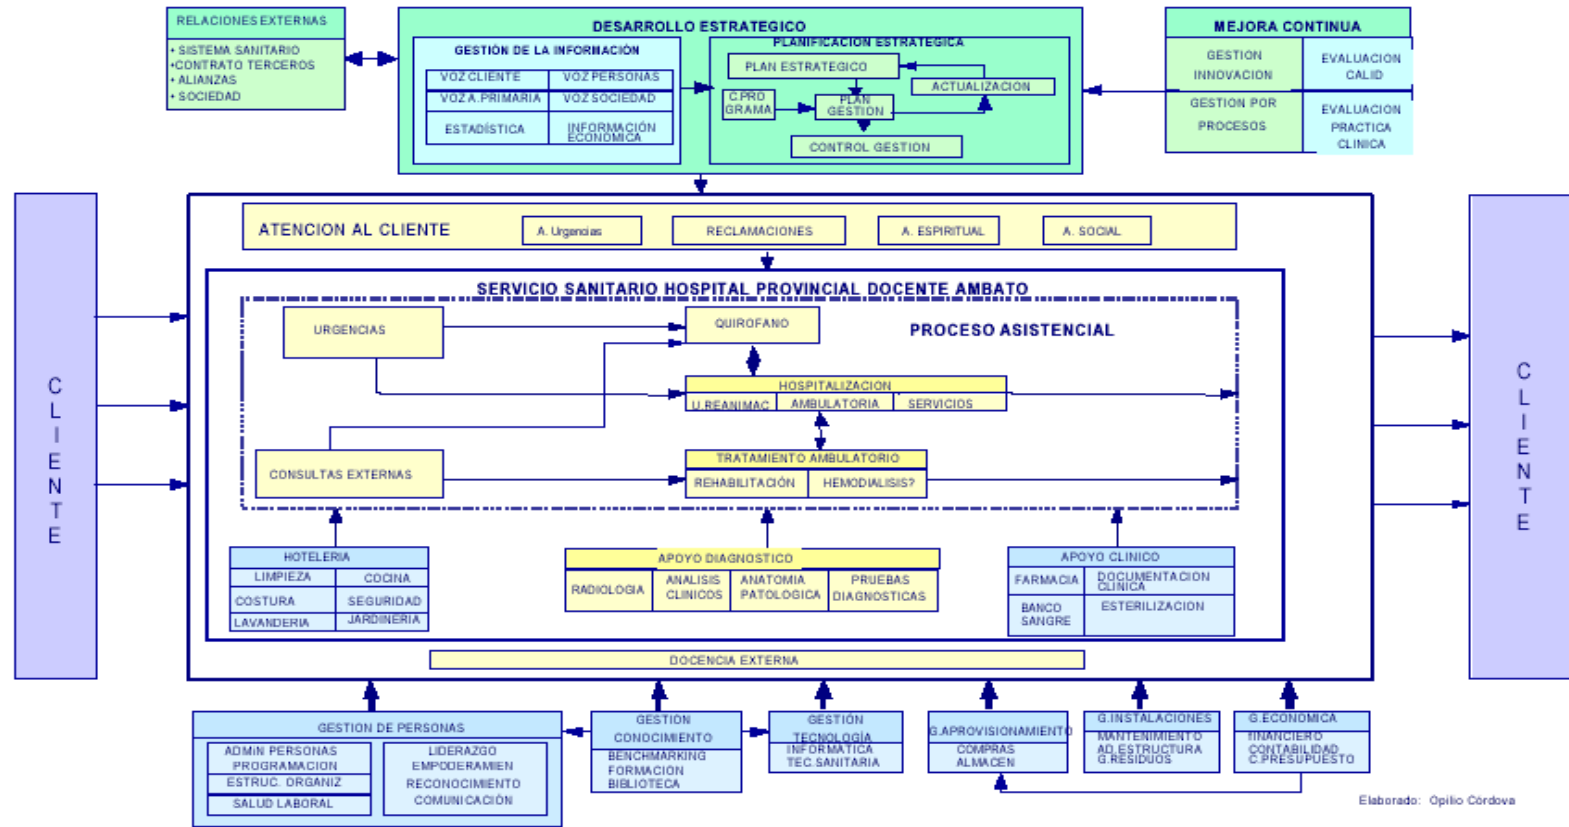 RELACIONES EXTERNAS
• SISTEMA SANITARIO
•CONTRATO TERCEROS
• ALIANZAS
• SOCIEDAD
DESARROLLO ESTRATEGICO
GESTIÓN DE LA INFORMACIÓN
VOZ CLIENTE
VOZ PERSONAS
VOZ A. PRIMARIA
VOZ SOCIEDAD
ESTADÍSTICA
INFORMACIÓN
ECONOMICA
PLANIFICACION ESTRATEGICA
PLAN ESTRATEGICO
ACTUALIZACION
C.PRO
GRAMA
PLAN
GESTION
CONTROL GESTION
MEJORA CONTINUA
GESTION
INNOVACION
EVALUACION
CALID
GESTION POR
PROCESOS
EVALUACION
PRACTICA
CLINICA
CLIENTE
ATENCION AL CLIENTE
A. Urgencias
RECLAMACIONES
A. ESPIRITUAL
A. SOCIAL
SERVICIO SANITARIO HOSPITAL PROVINCIAL DOCENTE AMBATO
PROCESO ASISTENCIAL
URGENCIAS
QUIROFANO
HOSPITALIZACION
U.REANIMAC
AMBULATORIA
SERVICIOS
CONSULTAS EXTERNAS
TRATAMIENTO AMBULATORIO
REHABILITACIÓN
HEMODIALISIS?
HOTELERIA
LIMPIEZA
COCINA
COSTURA
SEGURIDAD
LAVANDERIA
JARDINERIA
APOYO DIAGNOSTICO
RADIOLOGIA
ANALISIS
CLINICOS
ANATOMIA
PATOLOGICA
PRUEBAS
DIAGNOSTICAS
APOYO CLINICO
FARMACIA
DOCUMENTACION
CLINICA
BANCO
SANGRE
ESTERILIZACION
DOCENCIA EXTERNA
CLIENTE
GESTION DE PERSONAS
ADMIN PERSONAS
PROGRAMACION
ESTRUC. ORGANIZ
SALUD LABORAL
LIDERAZGO
EMPODERAMIEN
RECONOCIMIENTO
COMUNICACIÓN
GESTION
CONOCIMIENTO
BENCHMARKING
FORMACION
BIBLIOTECA
GESTIÓN
TECNOLOGÍA
INFORMATICA
TEC.SANITARIA
G.APROVISIONAMIENTO
COMPRAS
ALMACEN
G.INSTALACIONES
MANTENIMIENTO
AD.ESTRUCTURA
G.RESIDUOS
G.ECONOMICA
fINANCIERO
CONTABILIDAD
C.PRESUPUESTO
Elaborado: Opilio Córdova